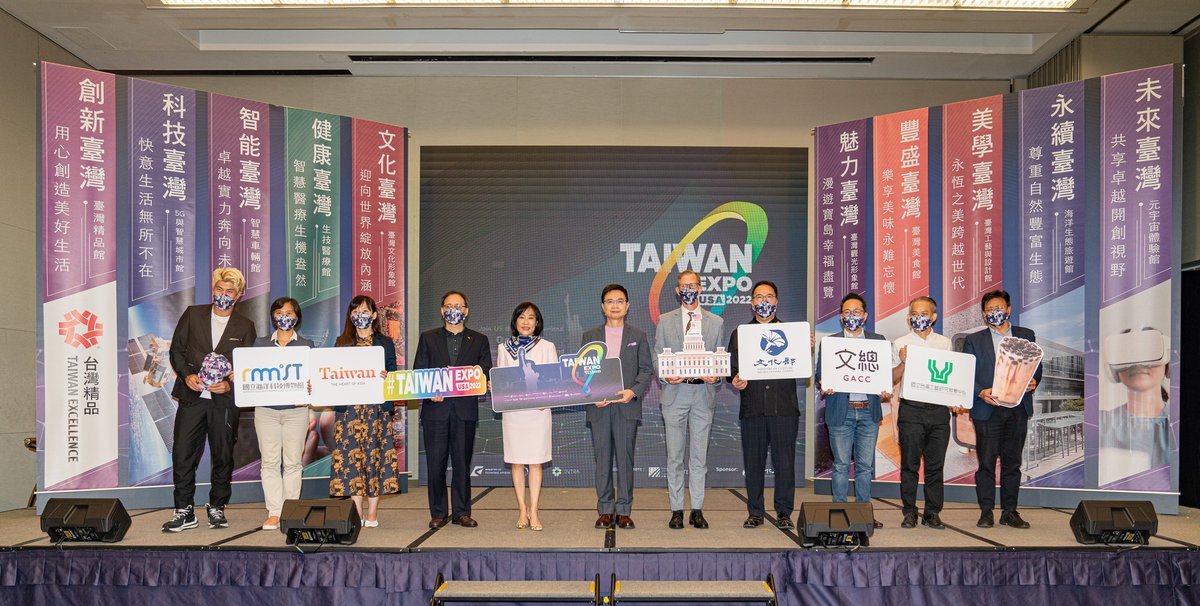 創新臺灣
臺灣精品館
用心創造美好生活
台灣精品
TAIWAN EXCELLENCE
科技臺灣
5G與智慧城市館
快意生活無所不在
智能臺灣
智慧車輛館
卓越實力奔向未
健康臺灣
生技醫療館
智慧醫療生機盎然
文化臺灣
臺灣文化形象館
迎向世界綻放內涵
TAIWAN
EXPO
USA 2022
魅力臺灣
臺灣觀光形象館
漫遊寶島幸福盡覽
豐盛臺灣
臺灣美食館
樂享美味永難忘懷
美學臺灣
臺灣工藝與設計館
永恆之美跨越世代
永續臺灣
海洋生態旅遊館
尊重自然豐富生態
未來臺灣
元宇宙體驗館
共享卓越開創視野
國立海洋科技博物館
Taiwan
THE HEART OF ASIA
#TAIWAN EXPO
USA 2022
TAIWAN
EXPO
文化部
文總
GACC
Sponsor: